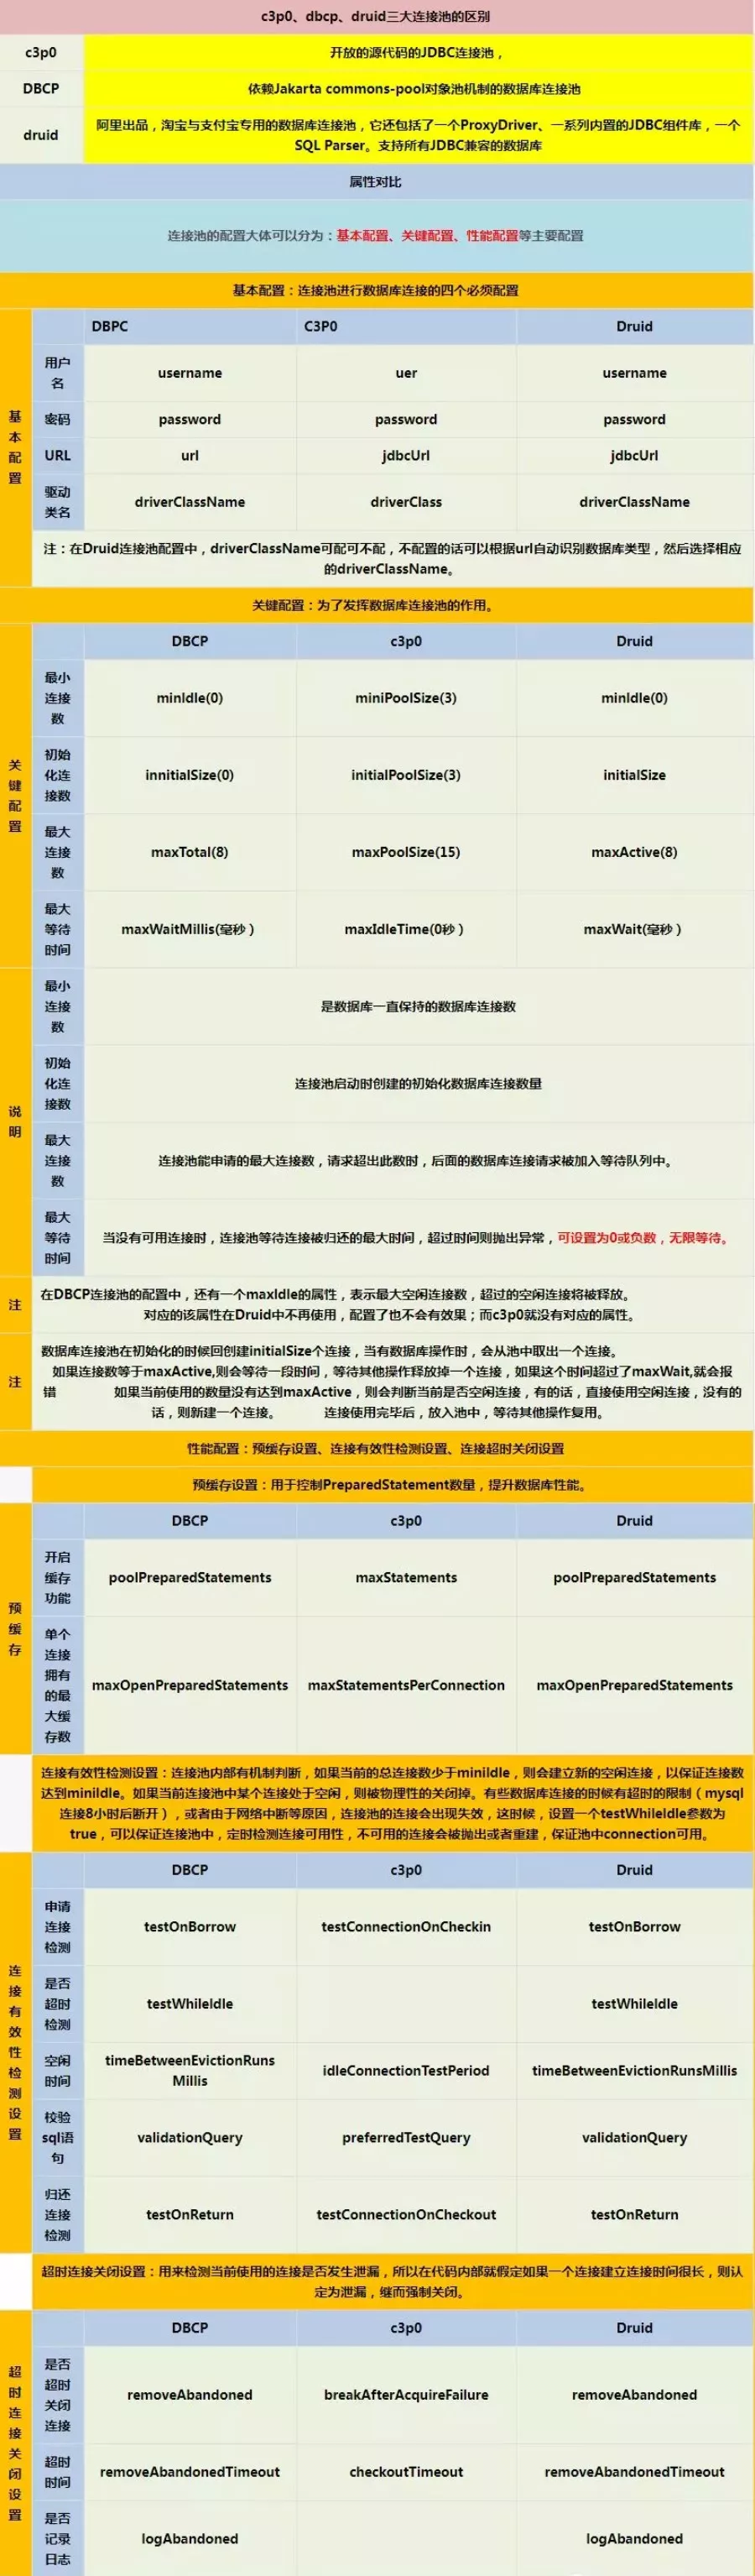 c3p0、dbcp、druid三大连接池的区别
c3p0
开放的源代码的JDBC连接池，
DBCP
依赖Jakarta commons-pool对象池机制的数据库连接池
druid
阿里出品，淘宝与支付宝专用的数据库连接池，它还包括了一个ProxyDriver、一系列内置的JDBC组件库，一个
SQL Parser。支持所有JDBC兼容的数据库
属性对比
连接池的配置大体可以分为：基本配置、关键配置、性能配置等主要配置
基本配置：连接池进行数据库连接的四个必须配置
基本配置
DBPC C3P0 Druid
用户名 username uer username
密码 password password password
URL url jdbcUrl jdbcUrl
驱动类名 driverClassName driverClass driverClassName
注：在Druid连接池配置中，driverClassName可配可不配，不配置的话可以根据url自动识别数据库类型，然后选择相应
的driverClassName。
关键配置：为了发挥数据库连接池的作用。
关键配置
DBCP c3p0 Druid
最小连接数 minIdle(0) miniPoolSize(3) minIdle(0)
初始化连接数 innitialSize(0) initialPoolSize(3) initialSize
最大连接数 maxTotal(8) maxPoolSize(15) maxActive(8)
最大等待时间 maxWaitMillis(毫秒） maxIdleTime(0秒） maxWait(毫秒）
说明
最小连接数 是数据库一直保持的数据库连接数
初始化连接数 连接池启动时创建的初始化数据库连接数量
最大连接数 连接池能申请的最大连接数，请求超出此数时，后面的数据库连接请求被加入等待队列中。
最大等待时间 当没有可用连接时，连接池等待连接被归还的最大时间，超过时间则抛出异常，可设置为0或负数，无限等待。
注
在DBCP连接池的配置中，还有一个maxIdle的属性，表示最大空闲连接数，超过的空闲连接将被释放。
对应的该属性在Druid中不再使用，配置了也不会有效果；而c3p0就没有对应的属性。
注
数据库连接池在初始化的时候回创建initialSize个连接，当有数据库操作时，会从池中取出一个连接。
如果连接数等于maxActive,则会等待一段时间，等待其他操作释放掉一个连接，如果这个时间超过了maxWait,就会报
错 如果当前使用的数量没有达到maxActive，则会判断当前是否空闲连接，有的话，直接使用空闲连接，没有的
话，则新建一个连接。 连接使用完毕后，放入池中，等待其他操作复用。
性能配置：预缓存设置、连接有效性检测设置、连接超时关闭设置
预缓存设置：用于控制PreparedStatement数量，提升数据库性能。
预缓存
DBCP c3p0 Druid
开启缓存功能 poolPreparedStatements maxStatements poolPreparedStatements
单个连接拥有的最大缓存数 maxOpenPreparedStatements maxStatementsPerConnection maxOpenPreparedStatements
连接有效性检测设置：连接池内部有机制判断，如果当前的总连接数少于miniIdle，则会建立新的空闲连接，以保证连接数
达到miniIdle。如果当前连接池中某个连接处于空闲，则被物理性的关闭掉。有些数据库连接的时候有超时的限制（mysql
连接8小时后断开），或者由于网络中断等原因，连接池的连接会出现失效，这时候，设置一个testWhileIdle参数为
true，可以保证连接池中，定时检测连接可用性，不可用的连接会被抛出或者重建，保证池中connection可用。
连接有效性检测设置
DBCP c3p0 Druid
申请连接检测 testOnBorrow testConnectionOnCheckin testOnBorrow
是否超时检测 testWhileIdle testWhileIdle
空闲时间 timeBetweenEvictionRuns
Millis idleConnectionTestPeriod timeBetweenEvictionRunsMillis
校验sql语句 validationQuery preferredTestQuery validationQuery
归还连接检测 testOnReturn testConnectionOnCheckout testOnReturn
超时连接关闭设置：用来检测当前使用的连接是否发生泄漏，所以在代码内部就假定如果一个连接建立连接时间很长，则认
定为泄漏，继而强制关闭。
超时连接关闭设置
DBCP c3p0 Druid
是否超时关闭连接 removeAbandoned breakAfterAcquireFailure removeAbandoned
超时时间 removeAbandonedTimeout checkoutTimeout removeAbandonedTimeout
是否记录日志 logAbandoned logAbandoned